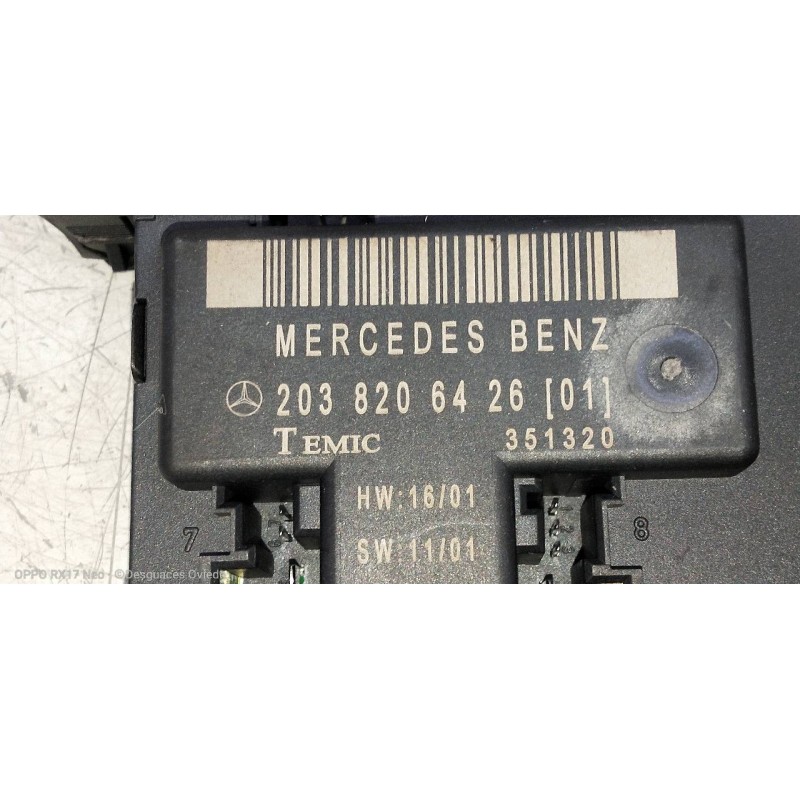 MERCEDES BENZ
203 820 64 26 [01]
TEMIC 351320
HW:16/01
SW:11/01
7
8
OPPO RX17 Neo · ©Desguaces Ovied